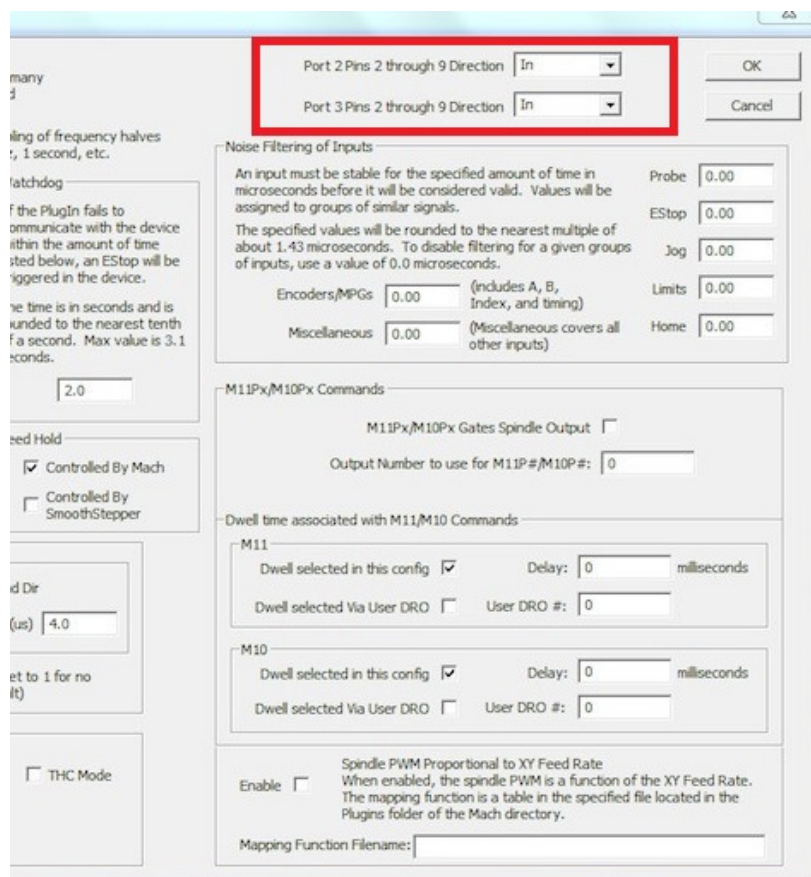 Port 2 Pins 2 through 9 Direction In
OK
Port 3 Pins 2 through 9 Direction In
Cancel
many
ling of frequency halves
, 1 second, etc.
atchdog
f the PlugIn fails to
ommunicate with the device
ithin the amount of time
sted below, an EStop will be
riggered in the device.
he time is in seconds and is
unded to the nearest tenth
f a second. Max value is 3.1
econds.
2.0
eed Hold
Controlled By Mach
Controlled By
SmoothStepper
d Dir
(us) 4.0
et to 1 for no
lt)
THC Mode
Noise Filtering of Inputs
An input must be stable for the specified amount of time in
microseconds before it will be considered valid. Values will be
assigned to groups of similar signals.
The specified values will be rounded to the nearest multiple of
about 1.43 microseconds. To disable filtering for a given groups
of inputs, use a value of 0.0 microseconds.
Encoders/MPGs 0.00 (includes A, B,
Index, and timing)
Miscellaneous 0.00 (Miscellaneous covers all
other inputs)
Probe 0.00
EStop 0.00
Jog 0.00
Limits 0.00
Home 0.00
M11Px/M10Px Commands
M11Px/M10Px Gates Spindle Output
Output Number to use for M11P#/M10P#: 0
Dwell time associated with M11/M10 Commands
M11
Dwell selected in this config Delay: 0 milliseconds
Dwell selected Via User DRO User DRO #: 0
M10
Dwell selected in this config Delay: 0 milliseconds
Dwell selected Via User DRO User DRO #: 0
Spindle PWM Proportional to XY Feed Rate
Enable When enabled, the spindle PWM is a function of the XY Feed Rate.
The mapping function is a table in the specified file located in the
Plugins folder of the Mach directory.
Mapping Function Filename: